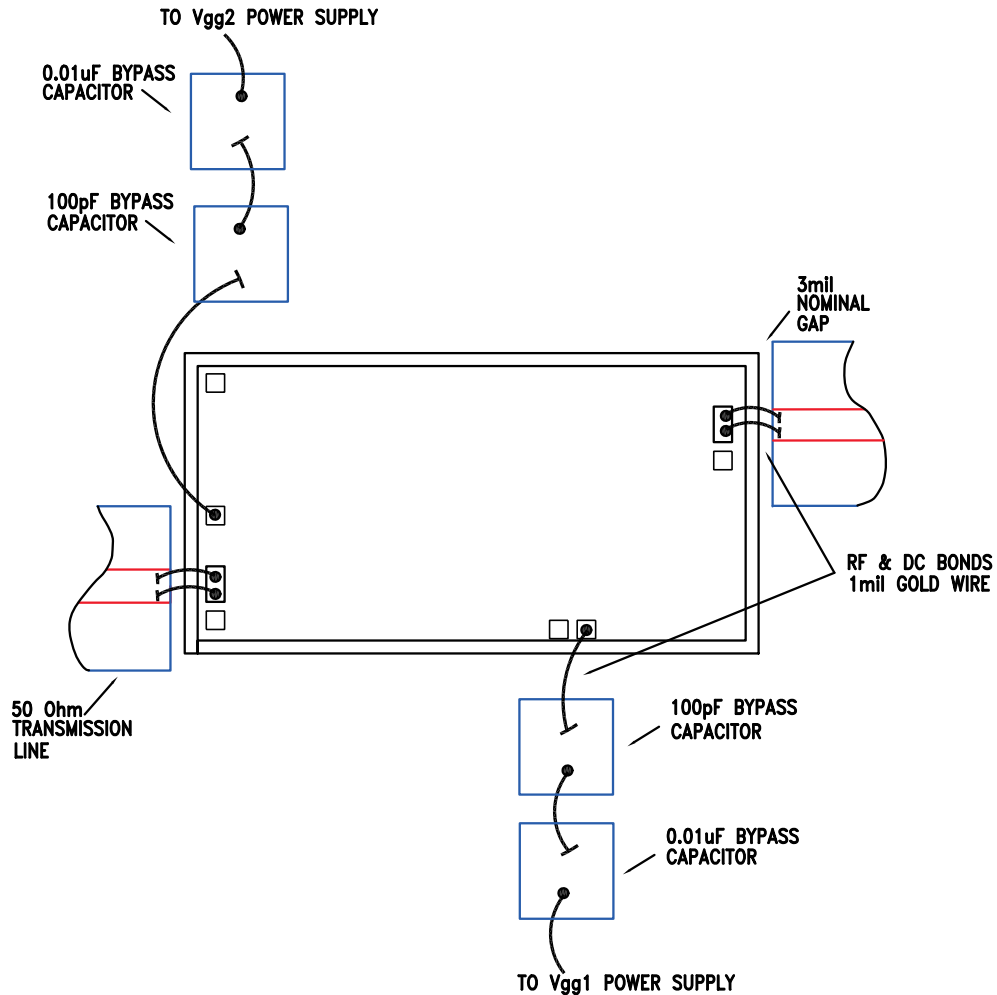 TO Vgg2 POWER SUPPLY
0.01uF BYPASS
CAPACITOR
100pF BYPASS
CAPACITOR
3mil
NOMINAL
GAP
RF & DC BONDS
1mil GOLD WIRE
50 Ohm
TRANSMISSION
LINE
100pF BYPASS
CAPACITOR
0.01uF BYPASS
CAPACITOR
TO Vgg1 POWER SUPPLY